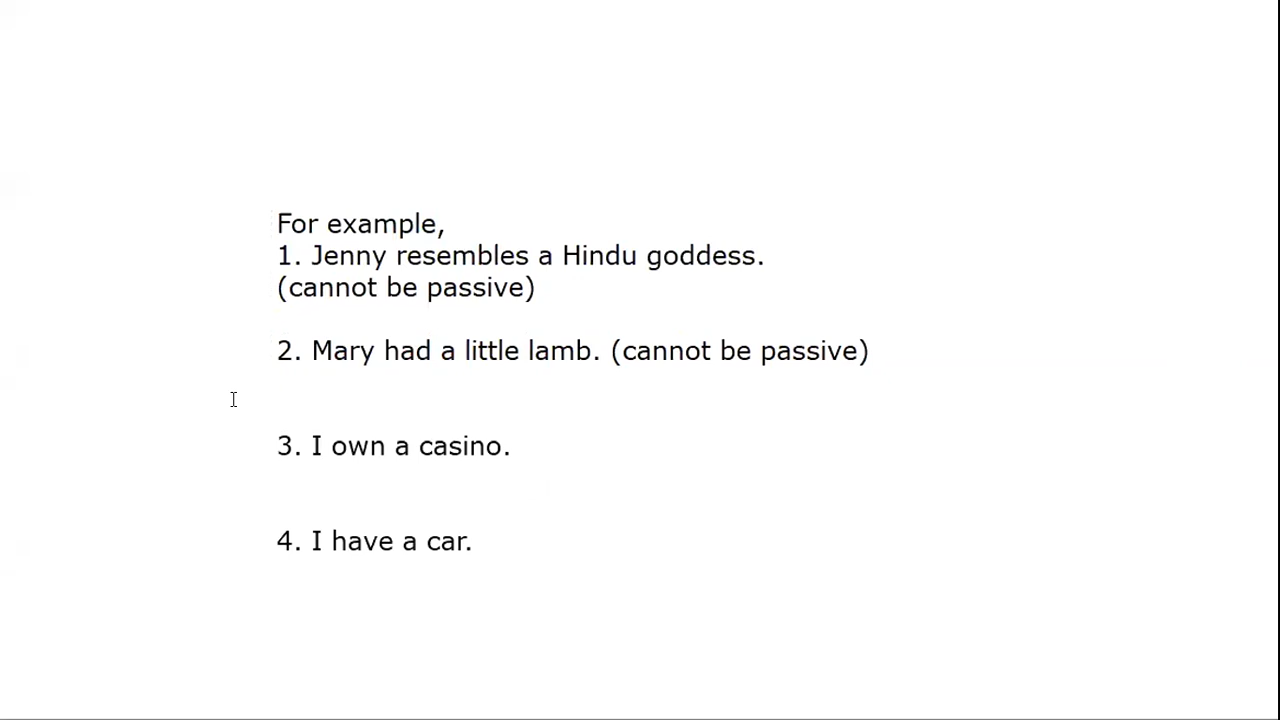 For example,
1. Jenny resembles a Hindu goddess.
(cannot be passive)
2. Mary had a little lamb. (cannot be passive)
3. I own a casino.
4. I have a car.